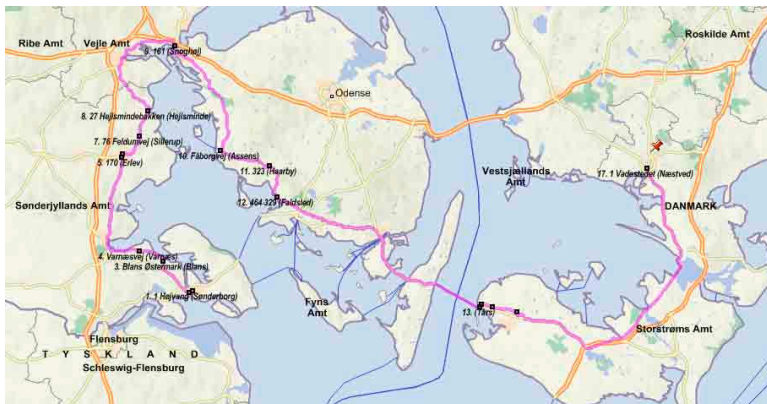 Ribe Amt
Vejle Amt
9. 161 (Snoghøj)
Roskilde Amt
Odense
8. 27 Hejlsmindebakken (Hejlsminde)
7. 76 Feldumvej (Sillerup)
5. 170 (Erlev)
10. Fåborgvej (Assens)
11. 323 (Haarby)
12. 464 329 (Faldsled)
Vestsjællands
Amt
17. 1 Vadestedet (Næstved)
Sønderjyllands Amt
DANMARK
4. Varnæsvej (Varnæs)
3. Blans Østermark (Blans)
1. 1 Højvang (Sønderborg)
Fyns
Amt
13. (Tårs)
Storstrøms Amt
Flensburg
TYSKLAND
Schleswig-Flensburg